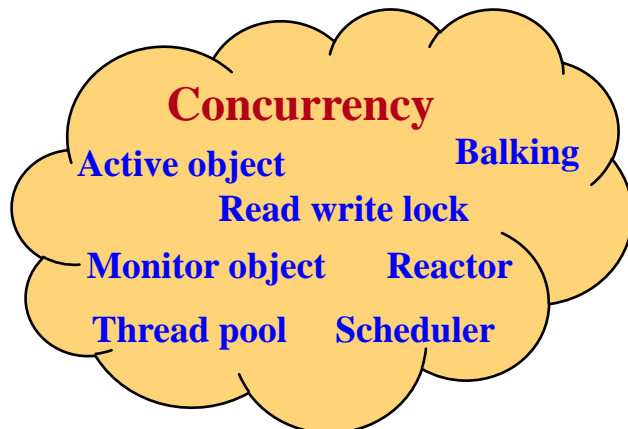 Concurrency
Balking
Active object
Read write lock
Monitor object Reactor
Thread pool Scheduler